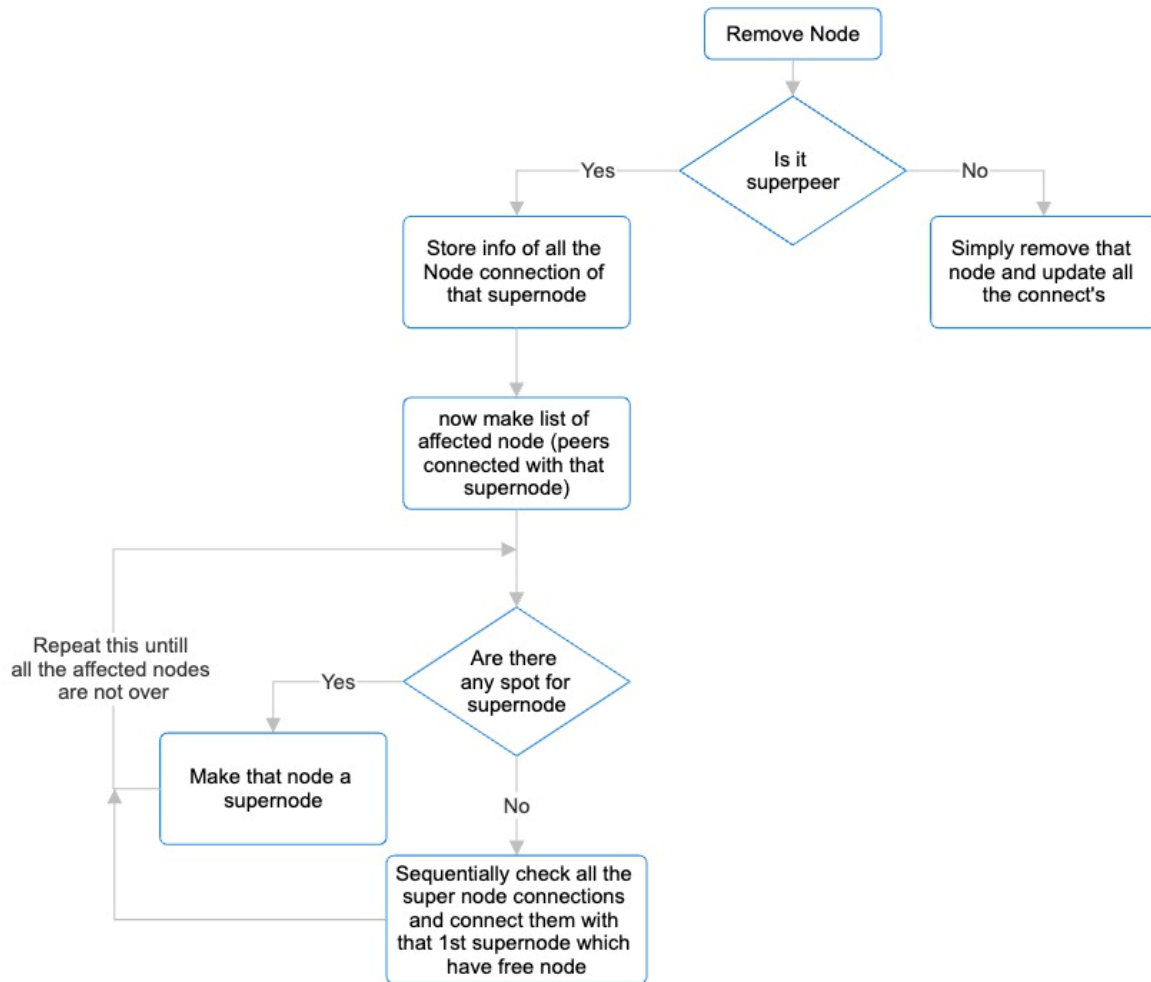 Remove Node
Is it
superpeer
Yes
No
Store info of all the
Node connection of
that supernode
Simply remove that
node and update all
the connect's
now make list of
affected node (peers
connected with that
supernode)
Repeat this untill
all the affected nodes
are not over
Are there
any spot for
supernode
Yes
Make that node a
supernode
No
Sequentially check all the
super node connections
and connect them with
that 1st supernode which
have free node